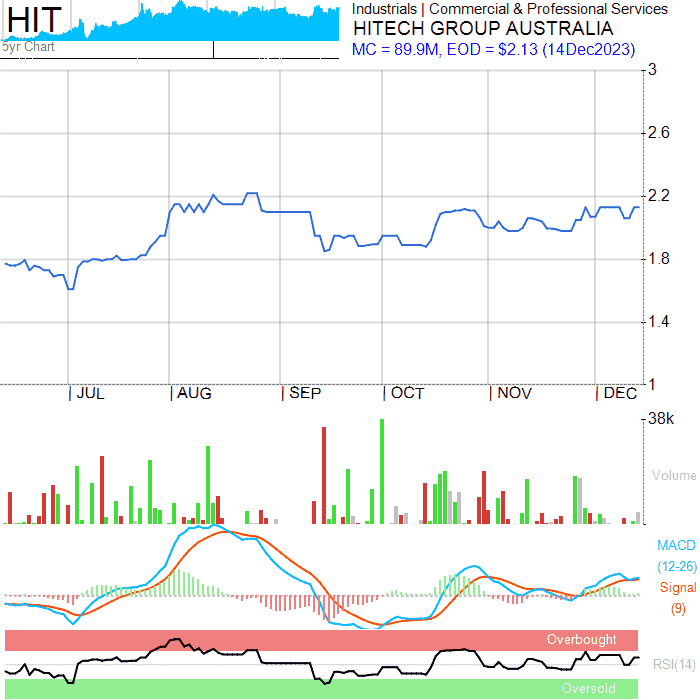 HIT
5yr Chart
Industrials | Commercial & Professional Services
HITECH GROUP AUSTRALIA
MC = 89.9M, EOD = $2.13 (14Dec2023)
3
2.6
2.2
1.8
1.4
1
JUL AUG SEP OCT NOV DEC
38k
Volume
MACD
(12-26)
Signal
(9)
Overbought
RSI(14)
Oversold